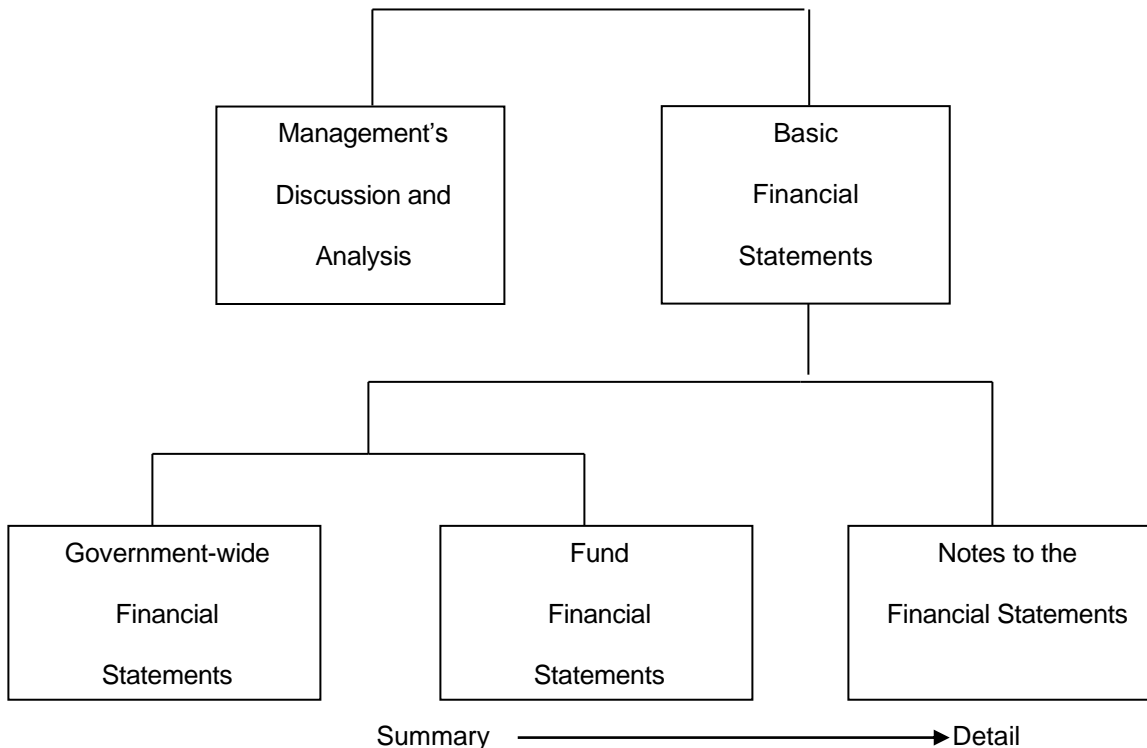 Management’s
Discussion and
Analysis
Basic
Financial
Statements
Government-wide
Financial
Statements
Fund
Financial
Statements
Notes to the
Financial Statements
Summary
Detail